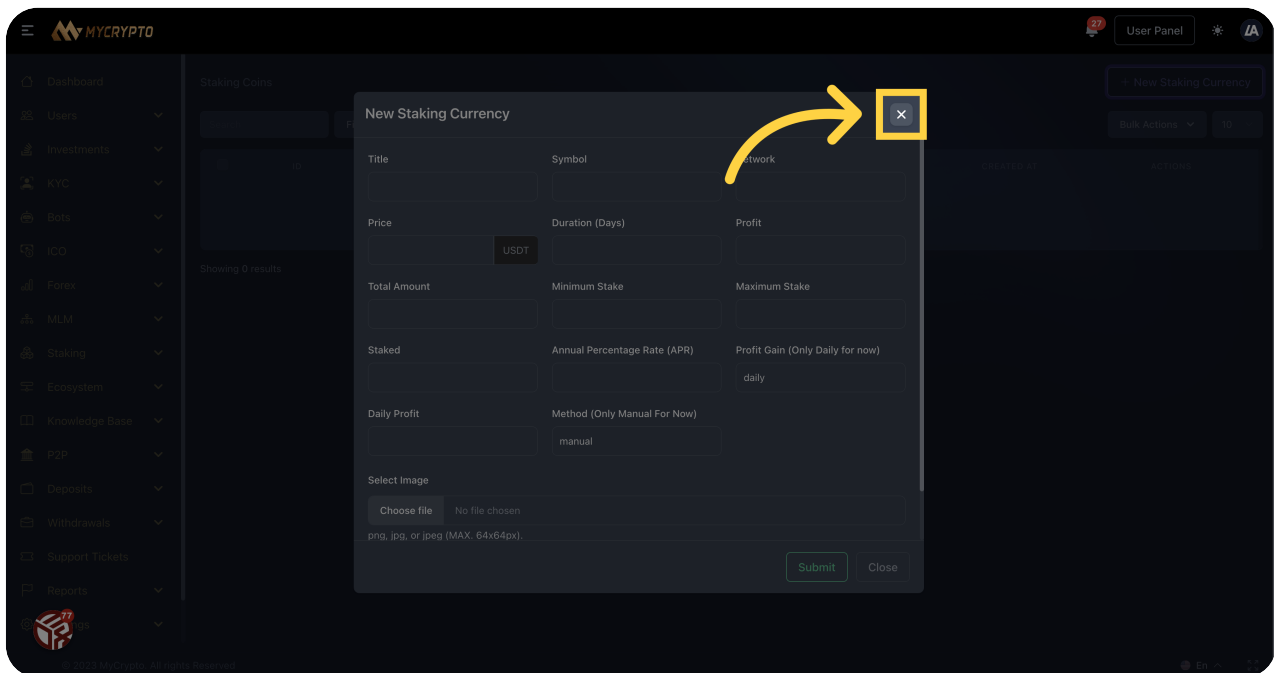 MYCRYPTO
27
User Panel
Dashboard
Users
Investments
KYC
Bots
ICO
Forex
MLM
Staking
Ecosystem
Knowledge Base
P2P
Deposits
Withdrawals
Support Tickets
Reports
77
Staking Coins
+ New Staking Currency
Bulk Actions
10
CREATED AT
ACTIONS
Showing 0 results
New Staking Currency
Title Symbol
Price Duration (Days) Profit
USDT
Total Amount Minimum Stake Maximum Stake
Staked Annual Percentage Rate (APR) Profit Gain (Only Daily for now)
daily
Daily Profit Method (Only Manual For Now)
manual
Select Image
Choose file No file chosen
png, jpg, or jpeg (MAX. 64x64px).
Submit Close
© 2023 MyCrypto, All rights Reserved
En